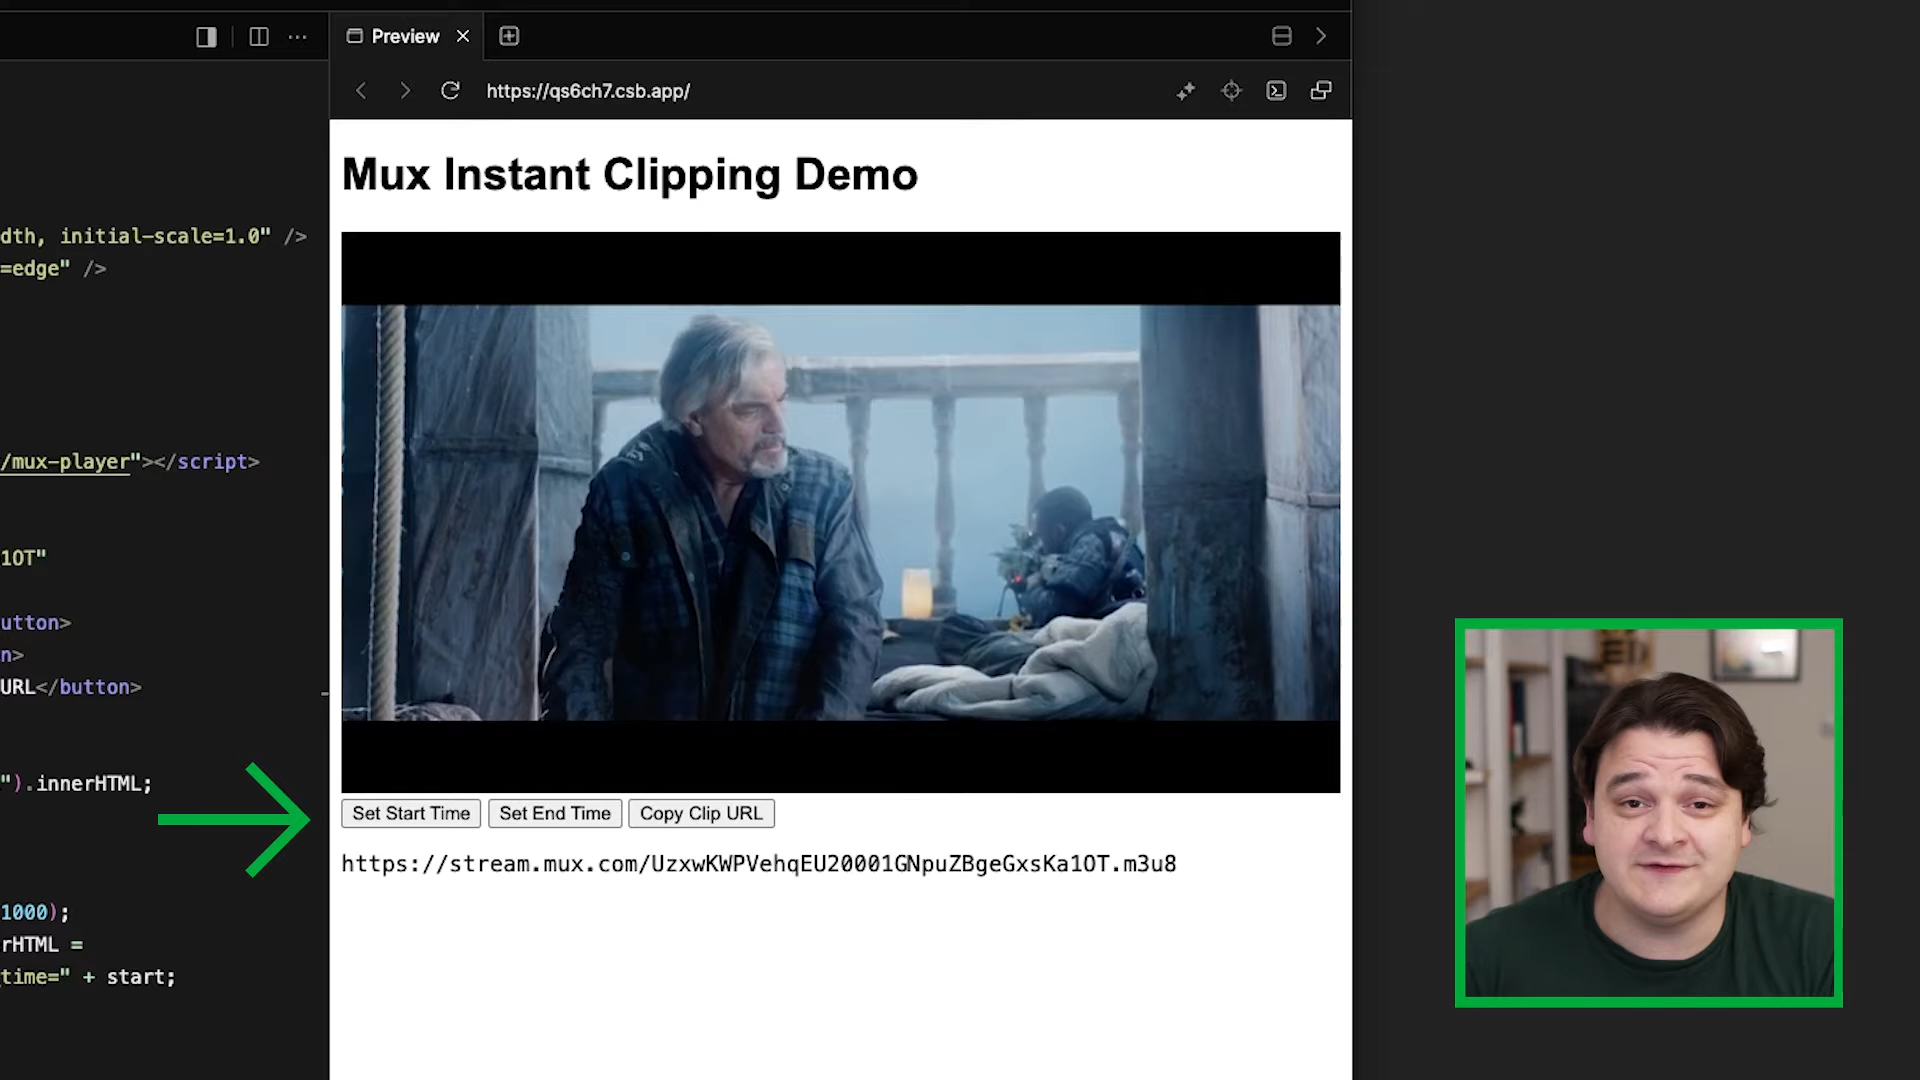 Preview
https://qs6ch7.csb.app/
Mux Instant Clipping Demo
dth, initial-scale=1.0" />
=edge" />
/mux-player"></script>
1OT"
utton>
n>
URL</button>
").innerHTML;
1000);
rHTML =
time=" + start;
Set Start Time
Set End Time
Copy Clip URL
https://stream.mux.com/UzxwKWPVehqEU20001GNpuZBgeGxsKa1OT.m3u8